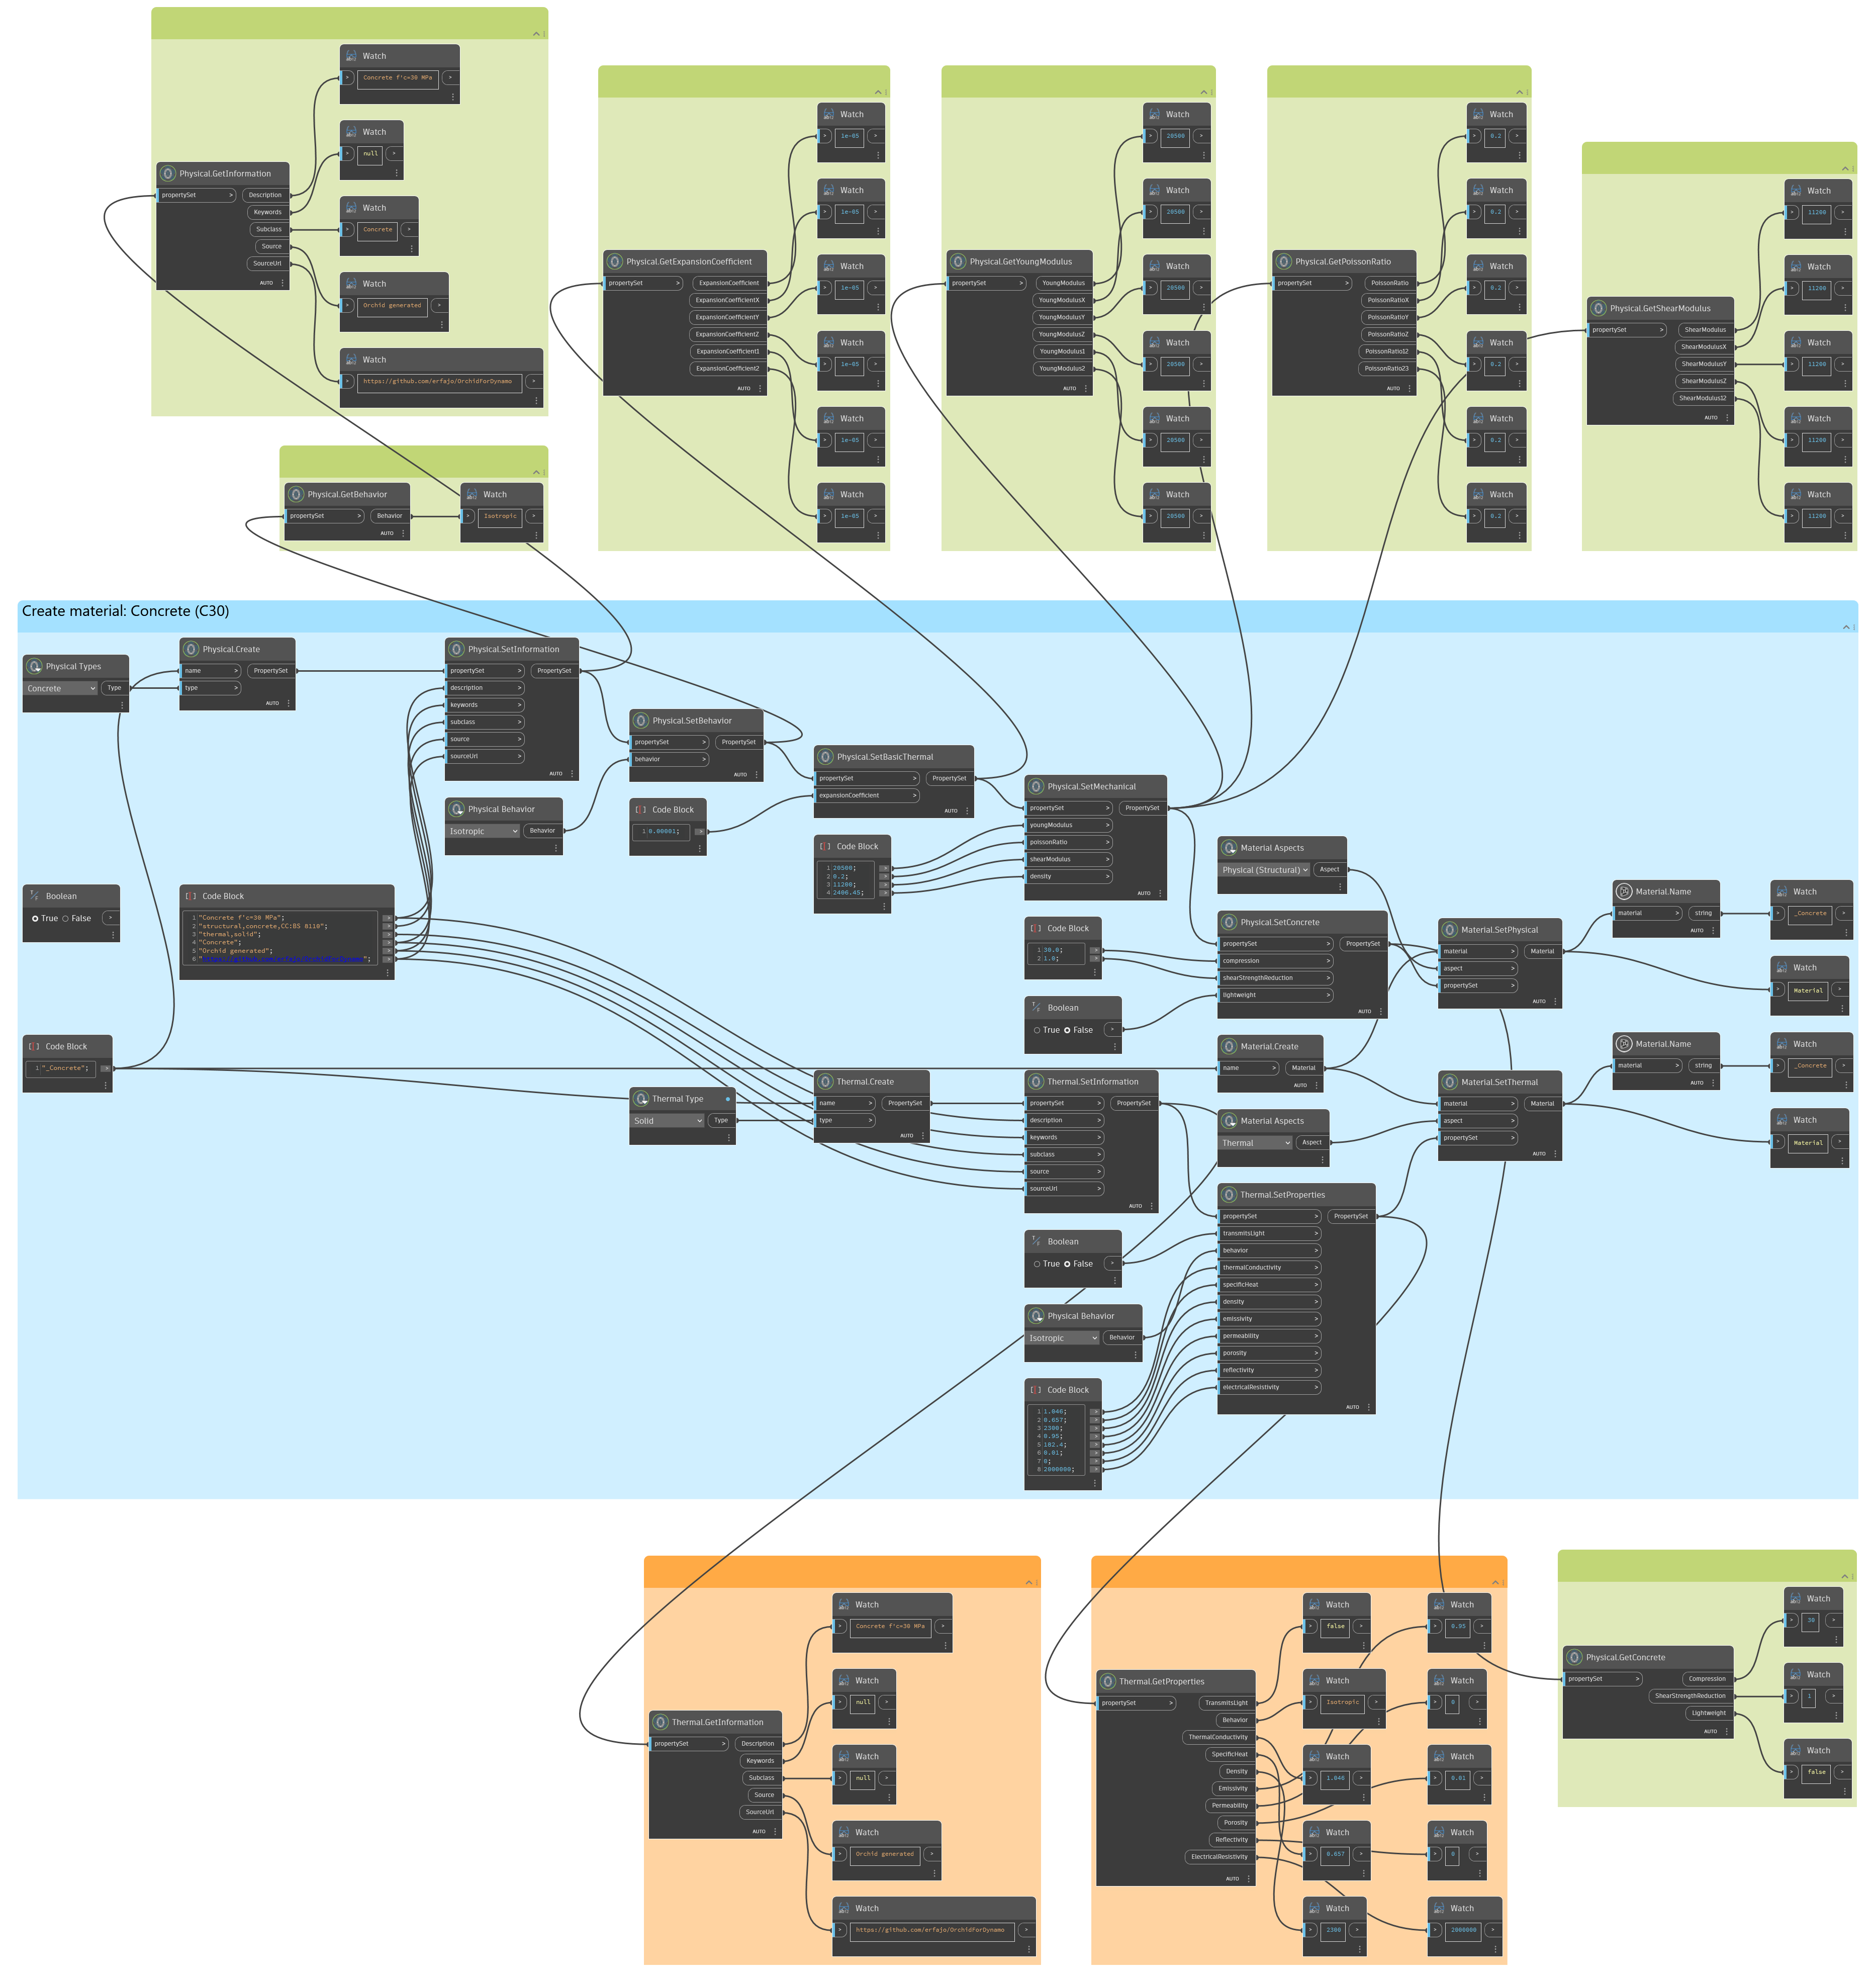 Watch
Concrete f'c=30 MPa
Watch
null
Physical.GetInformation
propertySet
Description
Keywords
Subclass
Source
SourceUrl
AUTO
Watch
Concrete
Watch
Orchid generated
Watch
https://github.com/erfajo/OrchidForDynamo
Physical.GetExpansionCoefficient
propertySet
ExpansionCoefficient
ExpansionCoefficientX
ExpansionCoefficientY
ExpansionCoefficientZ
ExpansionCoefficient1
ExpansionCoefficient2
AUTO
Watch
1e-05
Watch
1e-05
Watch
1e-05
Watch
1e-05
Watch
1e-05
Watch
1e-05
Physical.GetYoungModulus
propertySet
YoungModulus
YoungModulusX
YoungModulusY
YoungModulusZ
YoungModulus1
YoungModulus2
AUTO
Watch
20500
Watch
20500
Watch
20500
Watch
20500
Watch
20500
Watch
20500
Physical.GetPoissonRatio
propertySet
PoissonRatio
PoissonRatioX
PoissonRatioY
PoissonRatioZ
PoissonRatio12
PoissonRatio23
AUTO
Watch
0.2
Watch
0.2
Watch
0.2
Watch
0.2
Watch
0.2
Watch
0.2
Physical.GetShearModulus
propertySet
ShearModulus
ShearModulusX
ShearModulusY
ShearModulusZ
ShearModulus12
AUTO
Watch
11200
Watch
11200
Watch
11200
Watch
11200
Watch
11200
Physical.GetBehavior
propertySet
Behavior
AUTO
Watch
Isotropic
Create material: Concrete (C30)
Physical Types
Concrete
Type
Physical.Create
name
PropertySet
type
AUTO
Physical.SetInformation
propertySet
PropertySet
description
keywords
subclass
source
sourceUrl
AUTO
Physical Behavior
Isotropic
Behavior
Physical.SetBehavior
propertySet
PropertySet
behavior
AUTO
Code Block
1 0.00001;
Physical.SetBasicThermal
propertySet
PropertySet
expansionCoefficient
AUTO
Code Block
1 20500;
2 0.2;
3 11200;
4 2406.45;
Physical.SetMechanical
propertySet
PropertySet
youngModulus
poissonRatio
shearModulus
density
AUTO
Boolean
True False
Code Block
1 "Concrete f'c=30 MPa";
2 "structural,concrete,CC:BS 8110";
3 "thermal,solid";
4 "Concrete";
5 "Orchid generated";
6 "https://github.com/erfajo/OrchidForDynamo";
Code Block
1 "_Concrete";
Material Aspects
Physical (Structural)
Aspect
Code Block
1 30.0;
2 1.0;
Boolean
True False
Physical.SetConcrete
propertySet
PropertySet
compression
shearStrengthReduction
lightweight
AUTO
Material.Create
name
Material
AUTO
Material.SetPhysical
material
Material
aspect
propertySet
AUTO
Material.Name
material
string
AUTO
Watch
_Concrete
Watch
Material
Thermal Type
Solid
Type
Thermal.Create
name
PropertySet
type
AUTO
Thermal.SetInformation
propertySet
PropertySet
description
keywords
subclass
source
sourceUrl
AUTO
Material Aspects
Thermal
Aspect
Material.SetThermal
material
Material
aspect
propertySet
AUTO
Material.Name
material
string
AUTO
Watch
_Concrete
Watch
Material
Boolean
True False
Physical Behavior
Isotropic
Behavior
Code Block
1 1.046;
2 0.657;
3 2300;
4 0.95;
5 182.4;
6 0.01;
7 0;
8 2000000;
Thermal.SetProperties
propertySet
PropertySet
transmitsLight
behavior
thermalConductivity
specificHeat
density
emissivity
permeability
porosity
reflectivity
electricalResistivity
AUTO
Thermal.GetInformation
propertySet
Description
Keywords
Subclass
Source
SourceUrl
AUTO
Watch
Concrete f'c=30 MPa
Watch
null
Watch
null
Watch
Orchid generated
Watch
https://github.com/erfajo/OrchidForDynamo
Thermal.GetProperties
propertySet
TransmitsLight
Behavior
ThermalConductivity
SpecificHeat
Density
Emissivity
Permeability
Porosity
Reflectivity
ElectricalResistivity
AUTO
Watch
false
Watch
Isotropic
Watch
1.046
Watch
0.657
Watch
2300
Watch
0.95
Watch
0
Watch
0.01
Watch
0
Watch
2000000
Physical.GetConcrete
propertySet
Compression
ShearStrengthReduction
Lightweight
AUTO
Watch
30
Watch
1
Watch
false